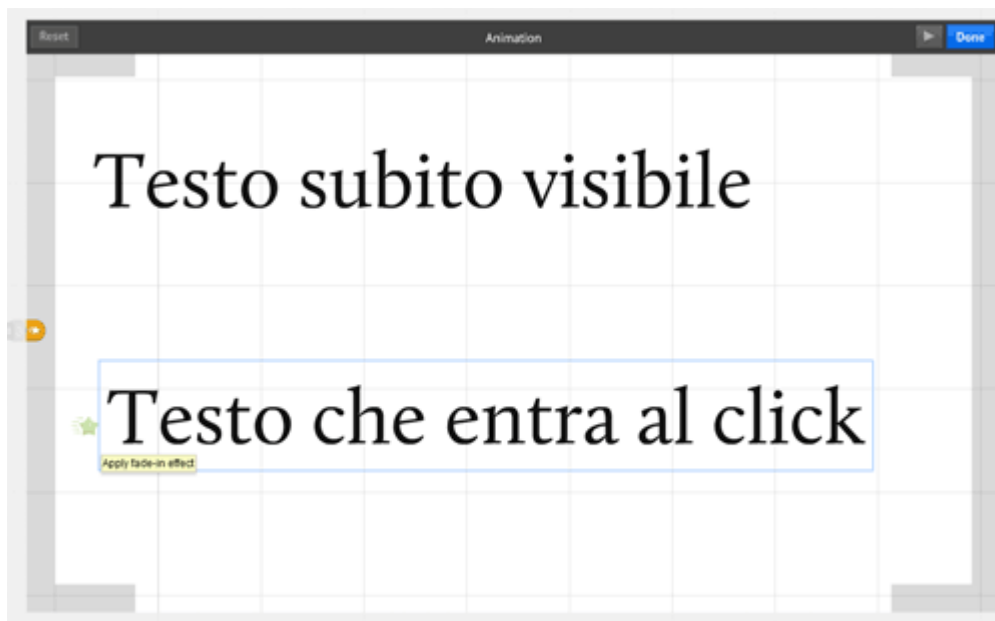 Reset Animation Done
Testo subito visibile
Testo che entra al click
Apply fade-in effect